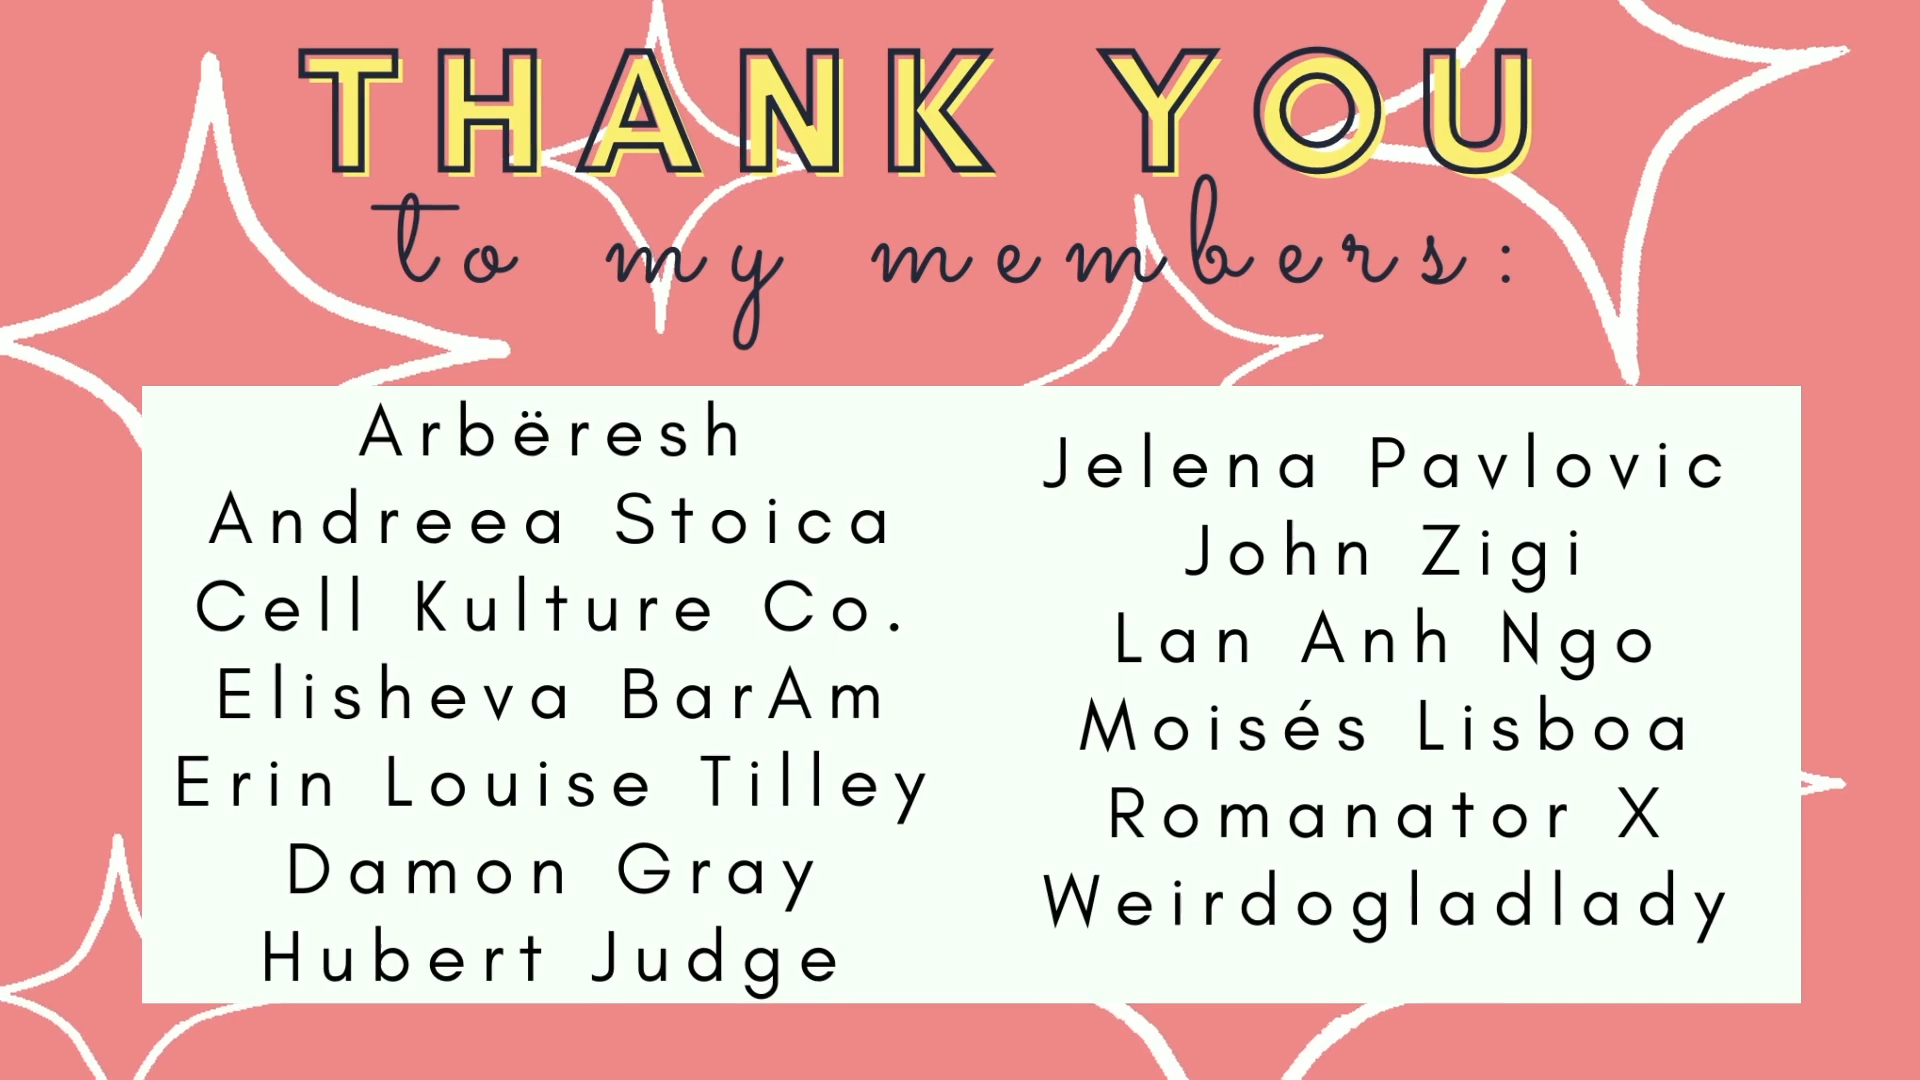 THANK YOU
to my members:
Arbëresh
Andreea Stoica
Cell Kulture Co.
Elisheva BarAm
Erin Louise Tilley
Damon Gray
Hubert Judge
Jelena Pavlovic
John Zigi
Lan Anh Ngo
Moisés Lisboa
Romanator X
Weirdogladlady